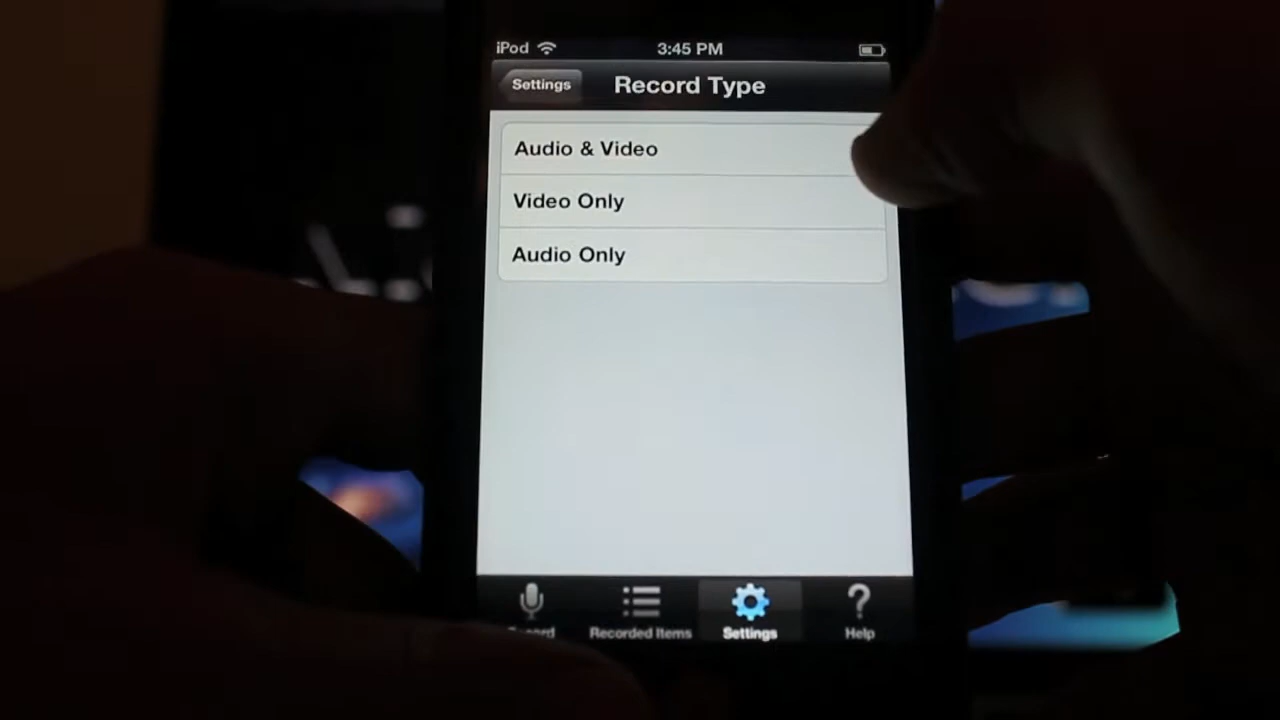 iPod 3:45 PM
Settings Record Type
Audio & Video
Video Only
Audio Only
Recorded Items Settings Help